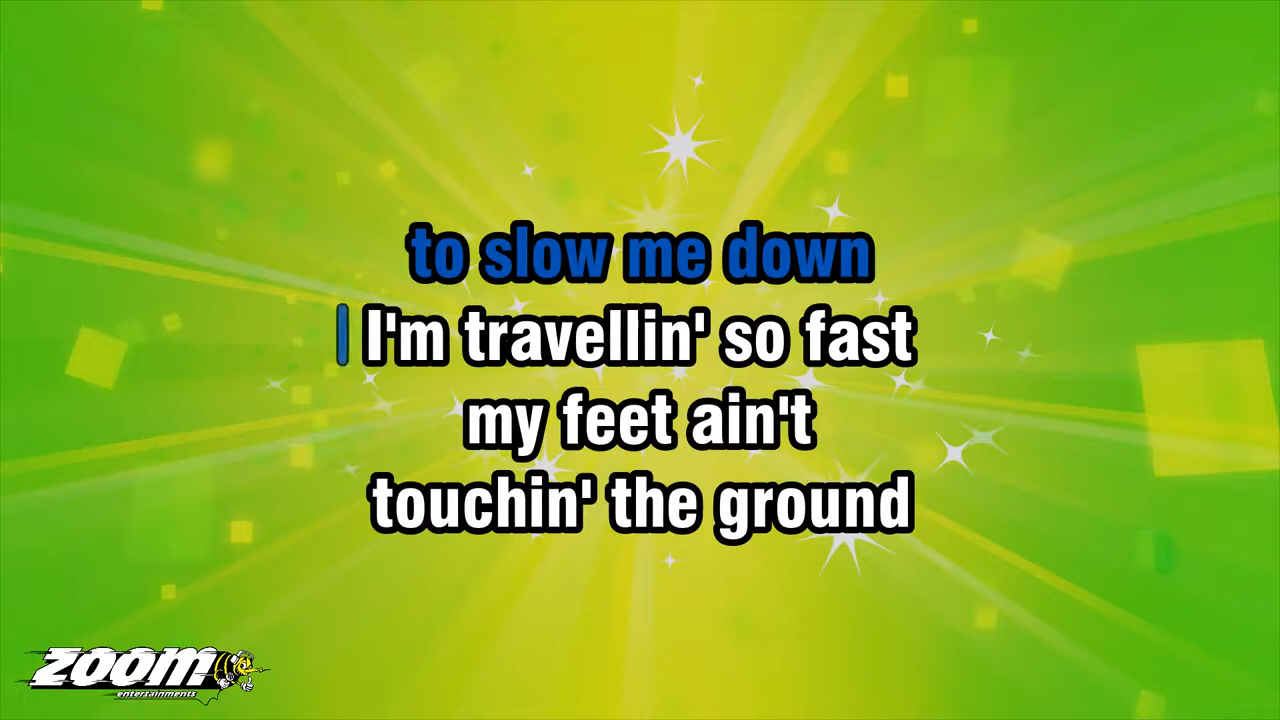 to slow me down
I'm travellin' so fast
my feet ain't
touchin' the ground
ZOOM
entertainments